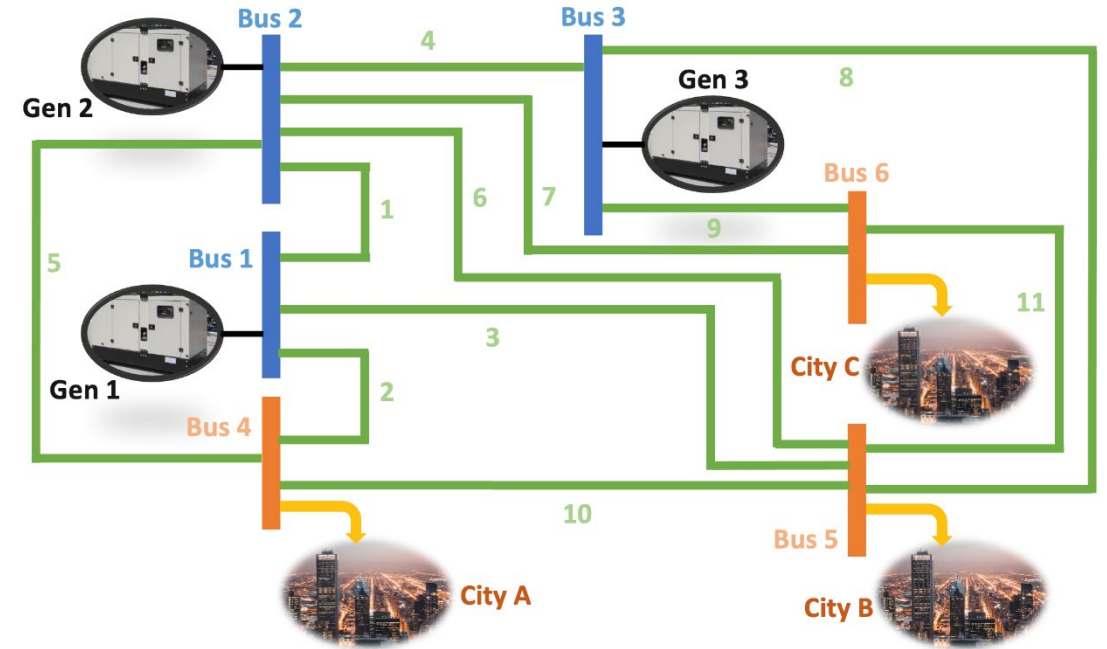 Bus 2
Bus 3
4
8
Gen 3
Gen 2
Bus 6
1
6
7
9
5
Bus 1
11
3
City C
Gen 1
2
Bus 4
10
Bus 5
City A
City B